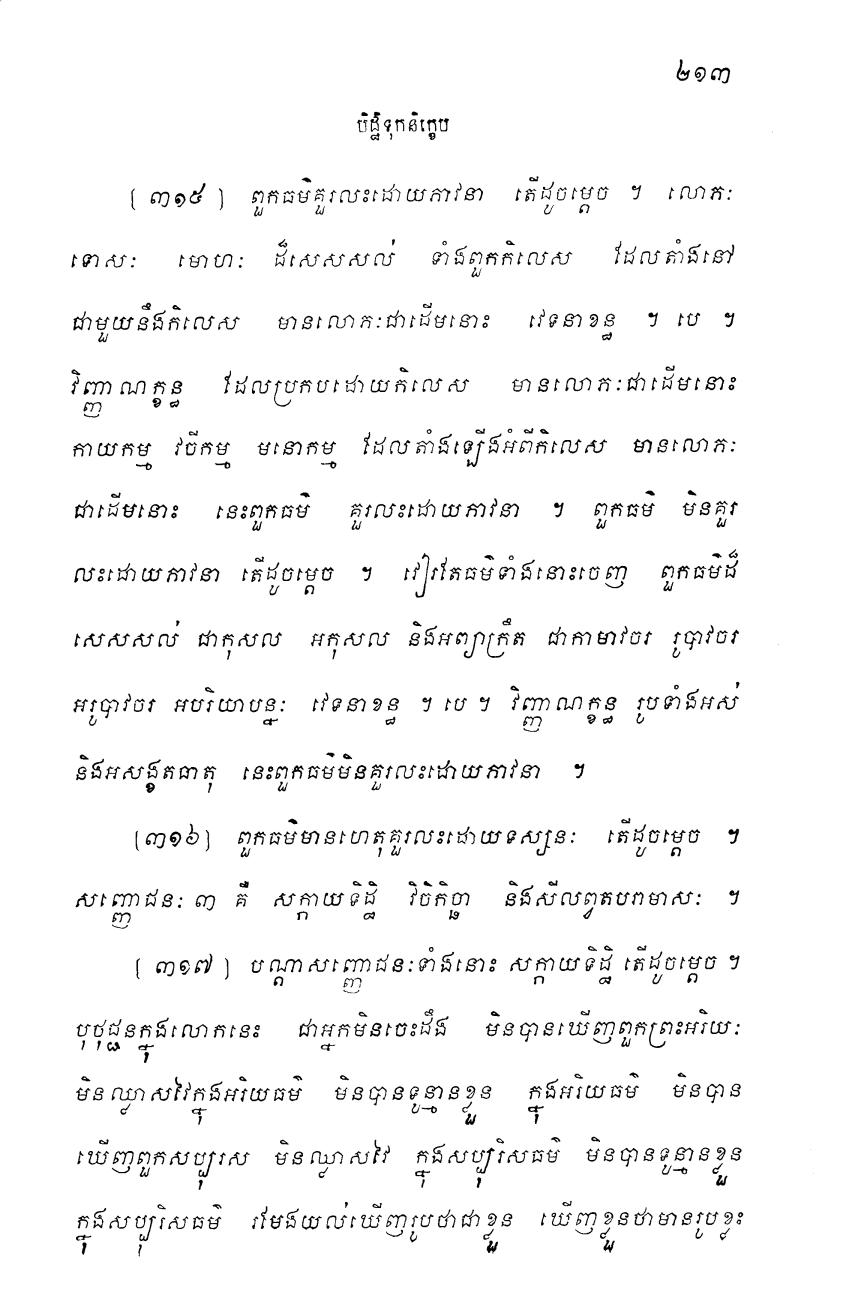 ២១៣
បិដ្ឋិទុកនិក្ខេប
(៣១៥) ពួកធម៌គួរលះដោយភាវនា តើដូចម្តេច ។ លោភៈ
ទោសៈ មោហៈ ដ៏សេសសល់ ទាំងពួកកិលេស ដែលតាំងនៅ
ជាមួយនឹងកិលេស មានលោភៈជាដើមនោះ វេទនាខន្ធ ។ បេ ។
វិញ្ញាណក្ខន្ធ ដែលប្រកបដោយកិលេស មានលោភៈជាដើមនោះ
កាយកម្ម វចីកម្ម មនោកម្ម ដែលតាំងឡើងអំពីកិលេស មានលោភៈ
ជាដើមនោះ នេះពួកធម៌ គួរលះដោយភាវនា ។ ពួកធម៌ មិនគួរ
លះដោយភាវនា តើដូចម្តេច ។ វៀរតែធម៌ទាំងនោះចេញ ពួកធម៌ដ៏
សេសសល់ ជាកុសល អកុសល និងអព្យាក្រឹត ជាកាមាវចរ រូបាវចរ
អរូបាវចរ អបរិយាបន្នៈ វេទនាខន្ធ ។ បេ ។ វិញ្ញាណក្ខន្ធ រូបទាំងអស់
និងអសង្ខតធាតុ នេះពួកធម៌មិនគួរលះដោយភាវនា ។
(៣១៦) ពួកធម៌មានហេតុគួរលះដោយទស្សនៈ តើដូចម្តេច ។
សញ្ញោជនៈ ៣ គឺ សក្កាយទិដ្ឋិ វិចិកិច្ឆា និងសីលព្វតបរាមាសៈ ។
(៣១៧) បណ្តាសញ្ញោជនៈទាំងនោះ សក្កាយទិដ្ឋិ តើដូចម្តេច ។
បុថុជ្ជនក្នុងលោកនេះ ជាអ្នកមិនចេះដឹង មិនបានឃើញពួកព្រះអរិយៈ
មិនឈ្លាសវៃក្នុងអរិយធម៌ មិនបានទូន្មានខ្លួន ក្នុងអរិយធម៌ មិនបាន
ឃើញពួកសប្បុរស មិនឈ្លាសវៃ ក្នុងសប្បុរិសធម៌ មិនបានទូន្មានខ្លួន
ក្នុងសប្បុរិសធម៌ រមែងយល់ឃើញរូបថាជាខ្លួន ឃើញខ្លួនថាមានរូបខ្លះ